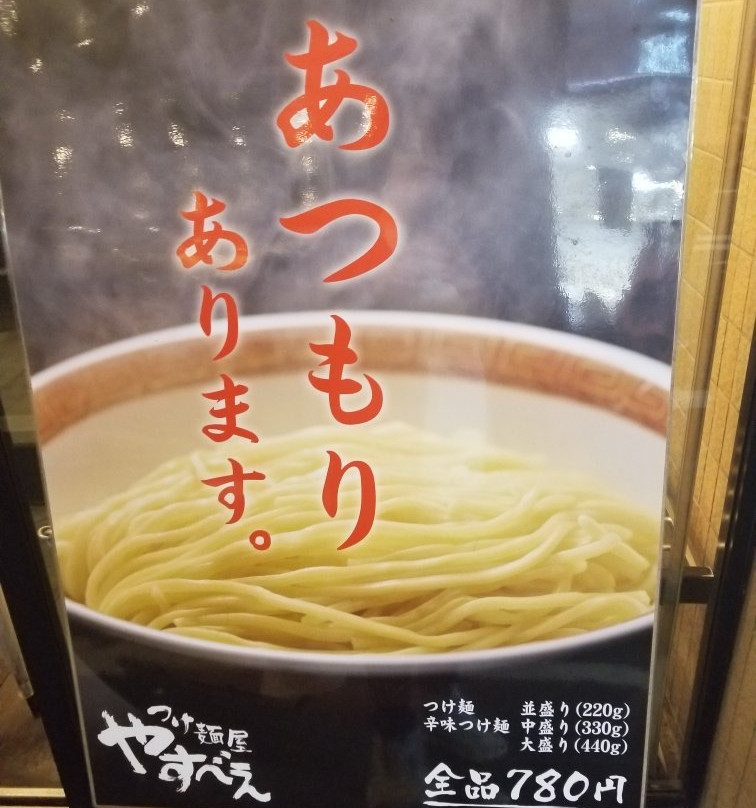 あつもり
あります。
つけ麺屋
やすべえ
つけ麺 並盛り(220g)
辛味つけ麺 中盛り(330g)
大盛り(440g)
全品780円